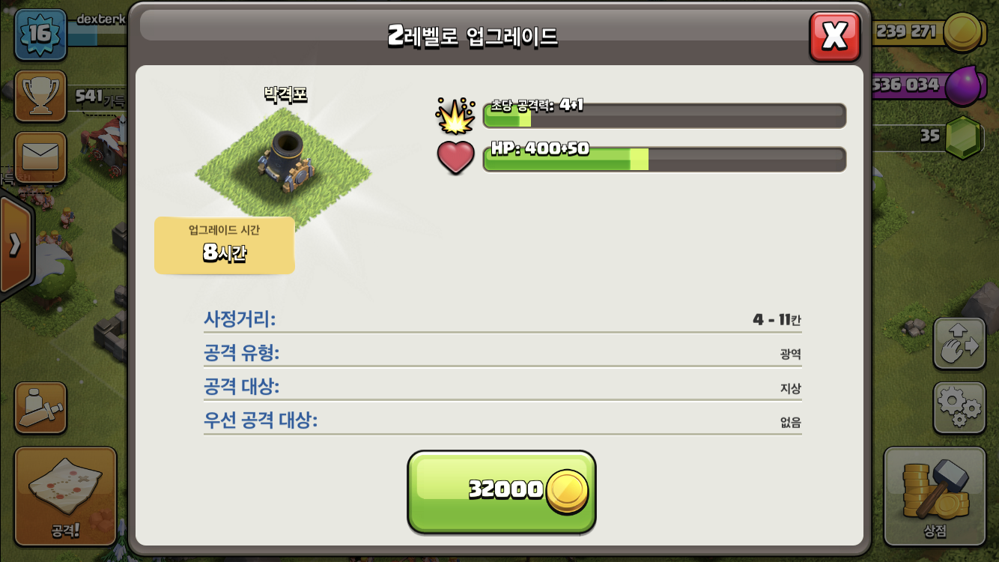 2레벨로 업그레이드
16
dexterk
239 271
541
가득
536 034
35
박격포
초당 공격력: 4+1
HP: 400+50
업그레이드 시간
8시간
사정거리: 4 - 11칸
공격 유형: 광역
공격 대상: 지상
우선 공격 대상: 없음
32000
공격!
상점